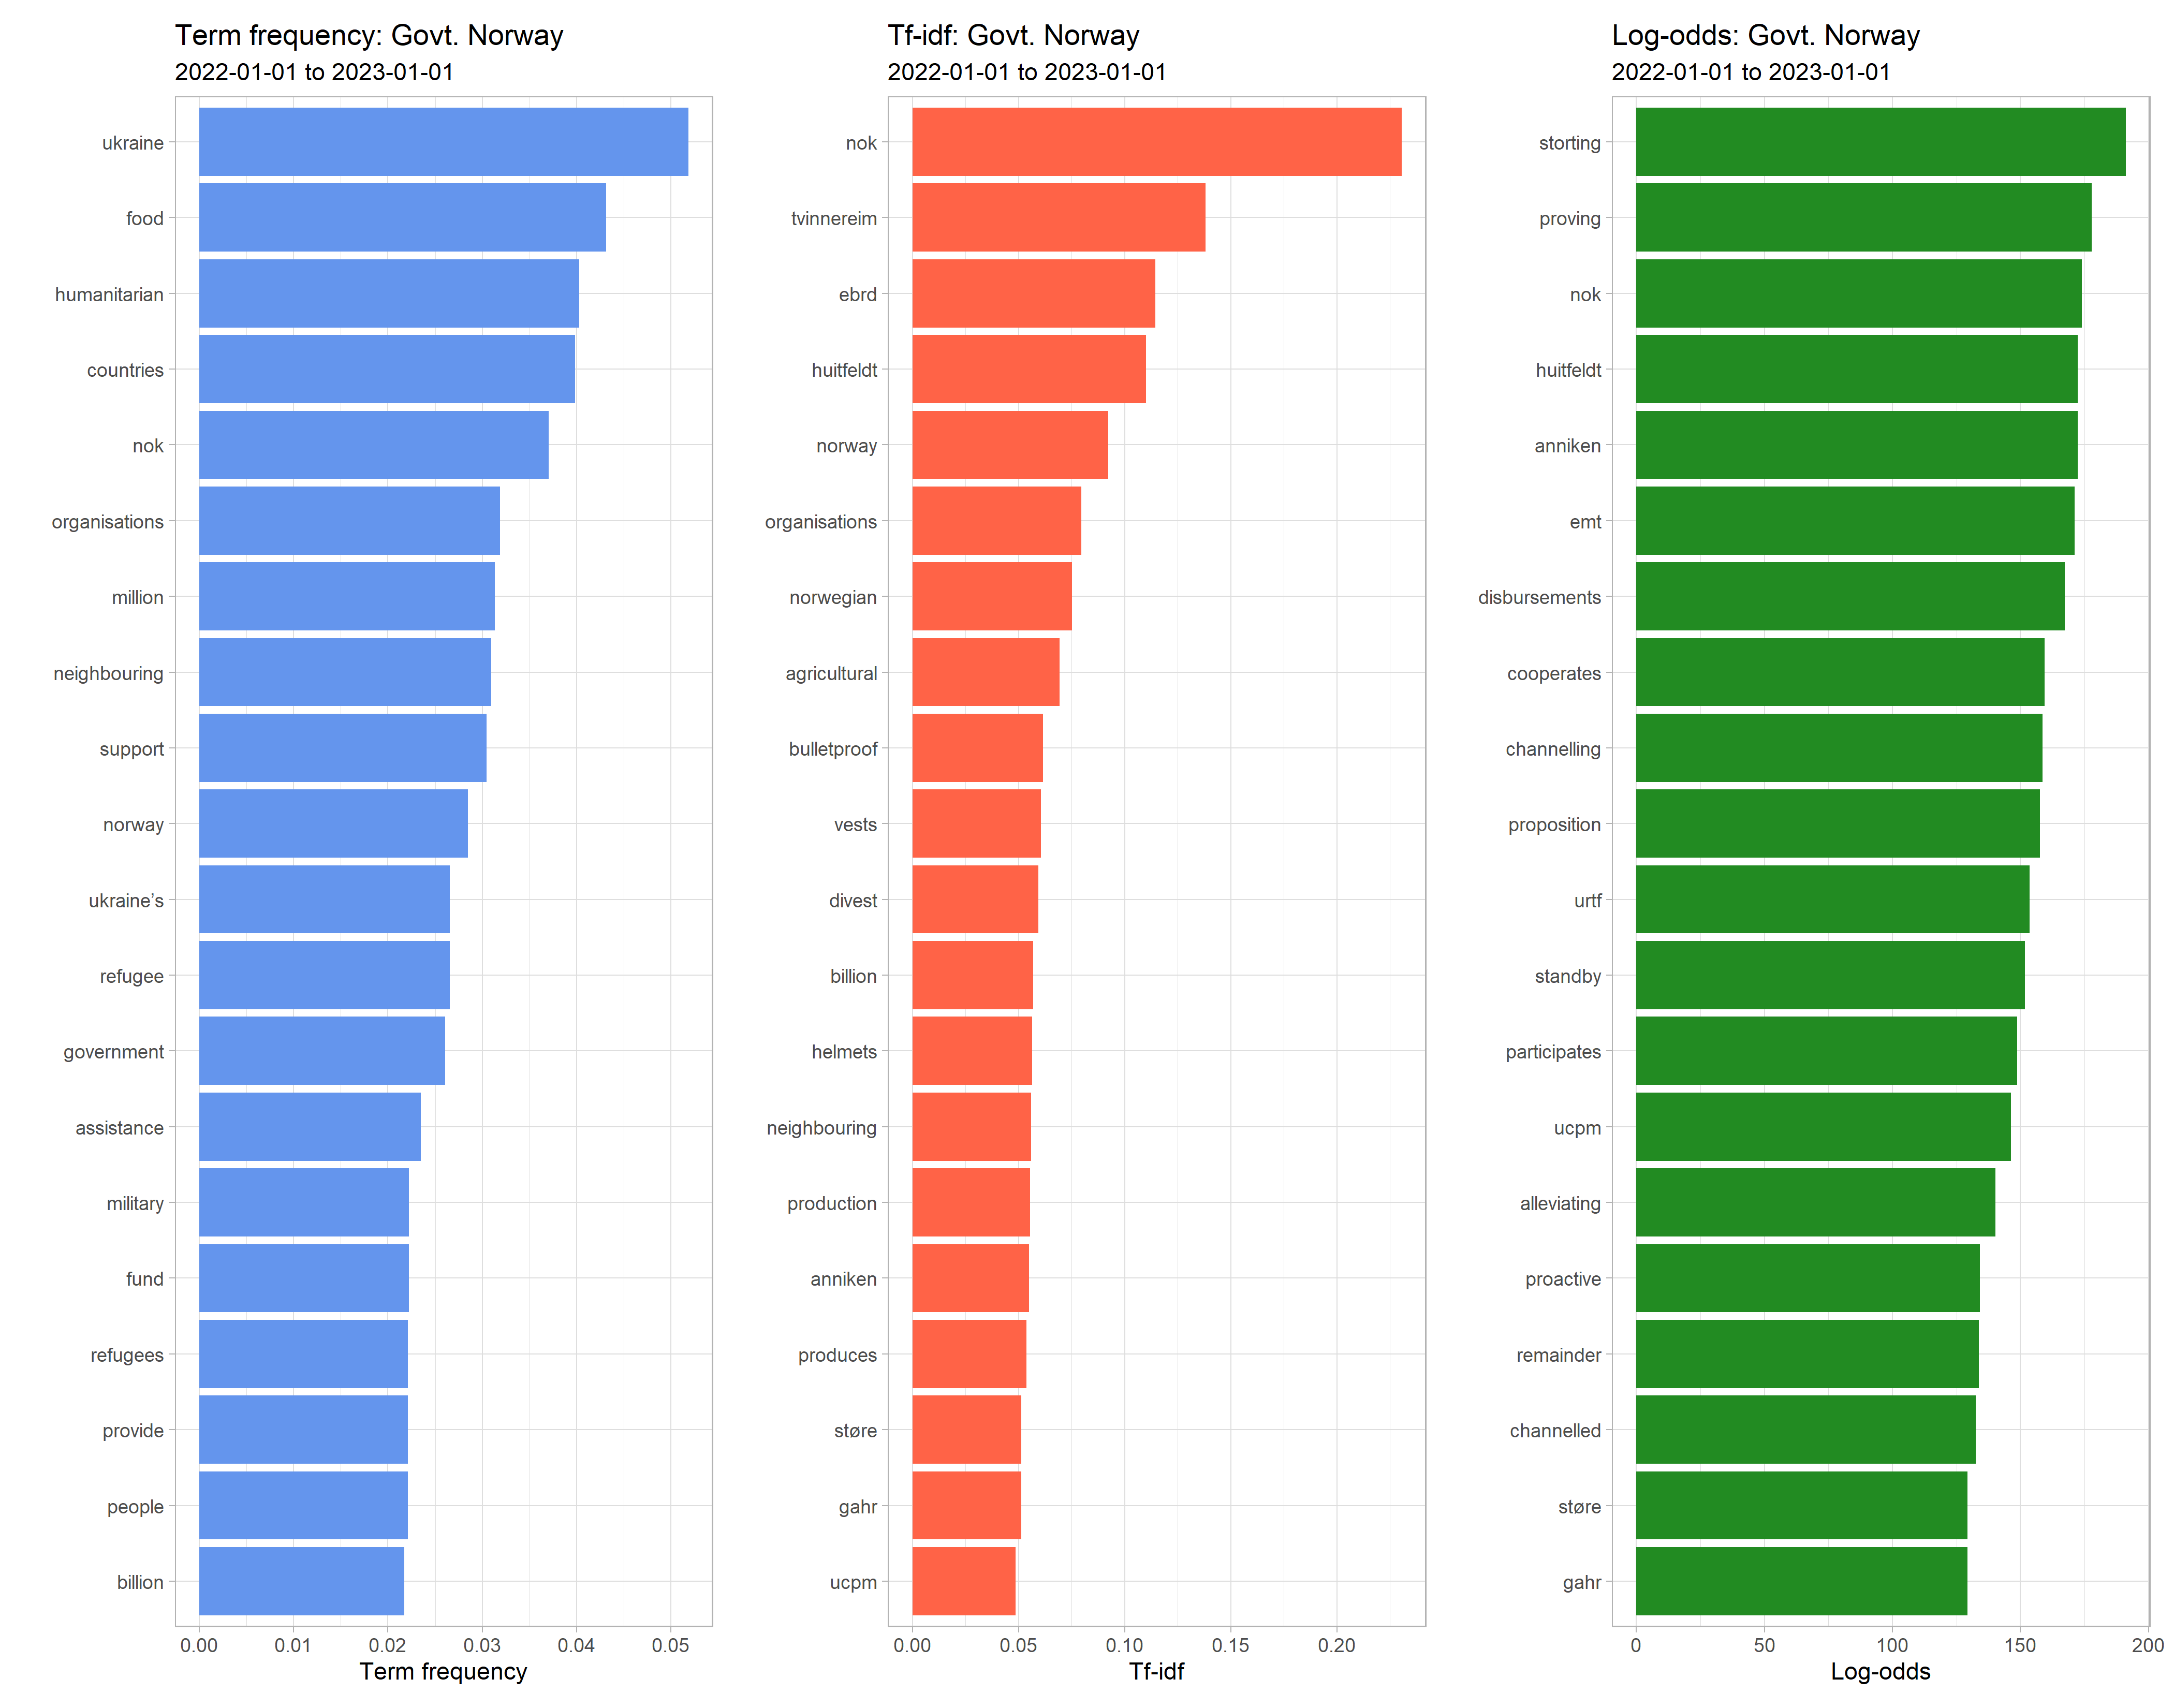 Term frequency: Govt. Norway
2022-01-01 to 2023-01-01
ukraine
food
humanitarian
countries
nok
organisations
million
neighbouring
support
norway
ukraine’s
refugee
government
assistance
military
fund
refugees
provide
people
billion
0.00 0.01 0.02 0.03 0.04 0.05
Term frequency
Tf-idf: Govt. Norway
2022-01-01 to 2023-01-01
nok
tvinnereim
ebrd
huitfeldt
norway
organisations
norwegian
agricultural
bulletproof
vests
divest
billion
helmets
neighbouring
production
anniken
produces
støre
gahr
ucpm
0.00 0.05 0.10 0.15 0.20
Tf-idf
Log-odds: Govt. Norway
2022-01-01 to 2023-01-01
storting
proving
nok
huitfeldt
anniken
emt
disbursements
cooperates
channelling
proposition
urtf
standby
participates
ucpm
alleviating
proactive
remainder
channelled
støre
gahr
0 50 100 150 200
Log-odds